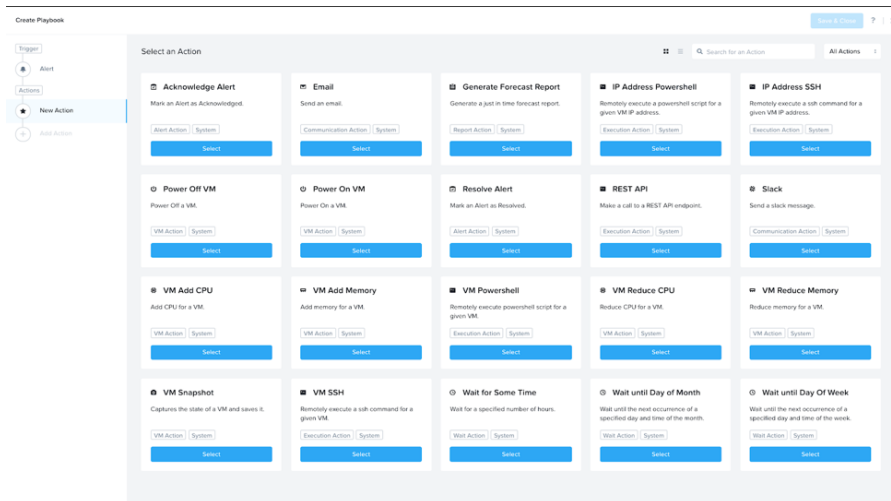 Create Playbook
Save & Close
?
Trigger
Alert
Actions
New Action
Add Action
Select an Action
Search for an Action
All Actions
Acknowledge Alert
Mark an Alert as Acknowledged.
Alert Action System
Select
Email
Send an email.
Communication Action System
Select
Generate Forecast Report
Generate a just in time forecast report.
Report Action System
Select
IP Address Powershell
Remotely execute a powershell script for a
given VM IP address.
Execution Action System
Select
IP Address SSH
Remotely execute a ssh command for a
given VM IP address.
Execution Action System
Select
Power Off VM
Power Off a VM.
VM Action System
Select
Power On VM
Power On a VM.
VM Action System
Select
Resolve Alert
Mark an Alert as Resolved.
Alert Action System
Select
REST API
Make a call to a REST API endpoint.
Execution Action System
Select
Slack
Send a slack message.
Communication Action System
Select
VM Add CPU
Add CPU for a VM.
VM Action System
Select
VM Add Memory
Add memory for a VM.
VM Action System
Select
VM Powershell
Remotely execute powershell script for a
given VM.
Execution Action System
Select
VM Reduce CPU
Reduce CPU for a VM.
VM Action System
Select
VM Reduce Memory
Reduce memory for a VM.
VM Action System
Select
VM Snapshot
Captures the state of a VM and saves it.
VM Action System
Select
VM SSH
Remotely execute a ssh command for a
given VM.
Execution Action System
Select
Wait for Some Time
Wait for a specified number of hours.
Wait Action System
Select
Wait until Day of Month
Wait until the next occurrence of a
specified day and time of the month.
Wait Action System
Select
Wait until Day Of Week
Wait until the next occurrence of a
specified day and time of the week.
Wait Action System
Select